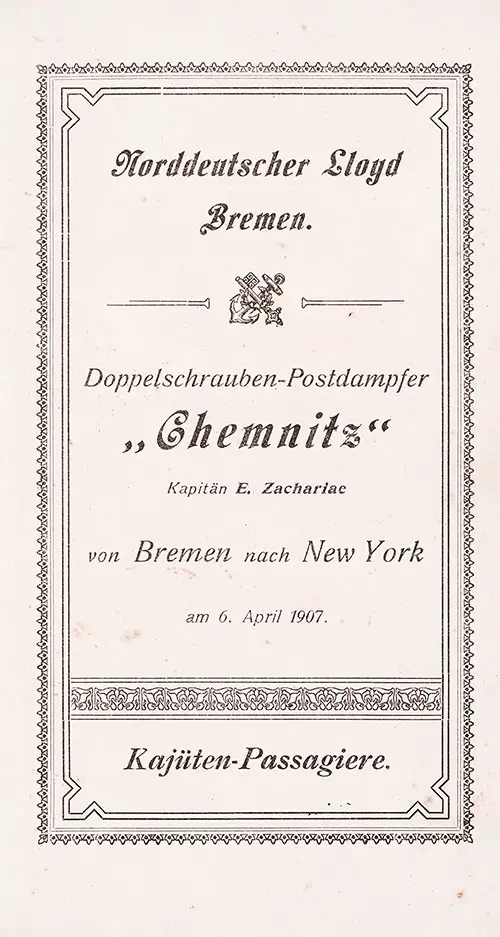 Norddeutscher Lloyd
Bremen.
Doppelschrauben-Postdampfer
„Chemnitz“
Kapitän E. Zachariae
von Bremen nach New York
am 6. April 1907.
Kajüten-Passagiere.